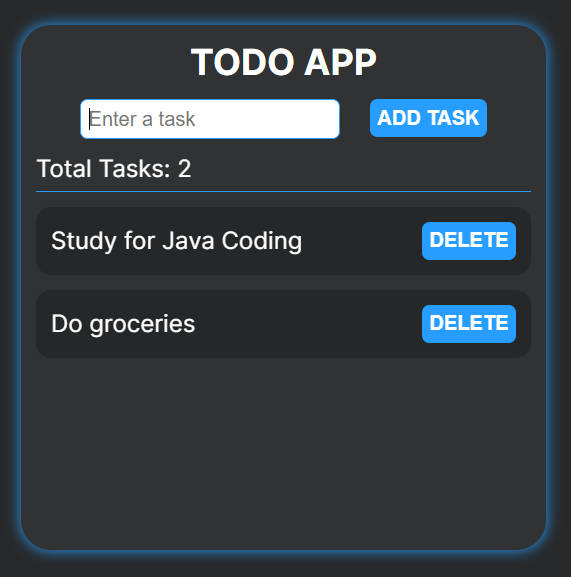 TODO APP
Enter a task
ADD TASK
Total Tasks: 2
Study for Java Coding
DELETE
Do groceries
DELETE